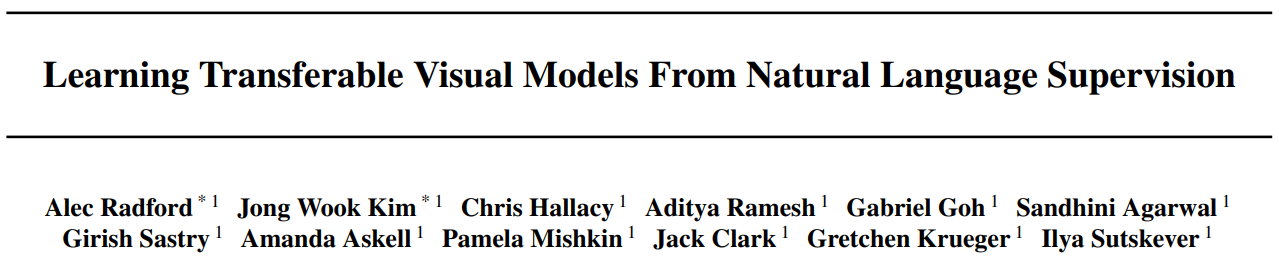 Learning Transferable Visual Models From Natural Language Supervision
Alec Radford * 1 Jong Wook Kim * 1 Chris Hallacy 1 Aditya Ramesh 1 Gabriel Goh 1 Sandhini Agarwal 1
Girish Sastry 1 Amanda Askell 1 Pamela Mishkin 1 Jack Clark 1 Gretchen Krueger 1 Ilya Sutskever 1